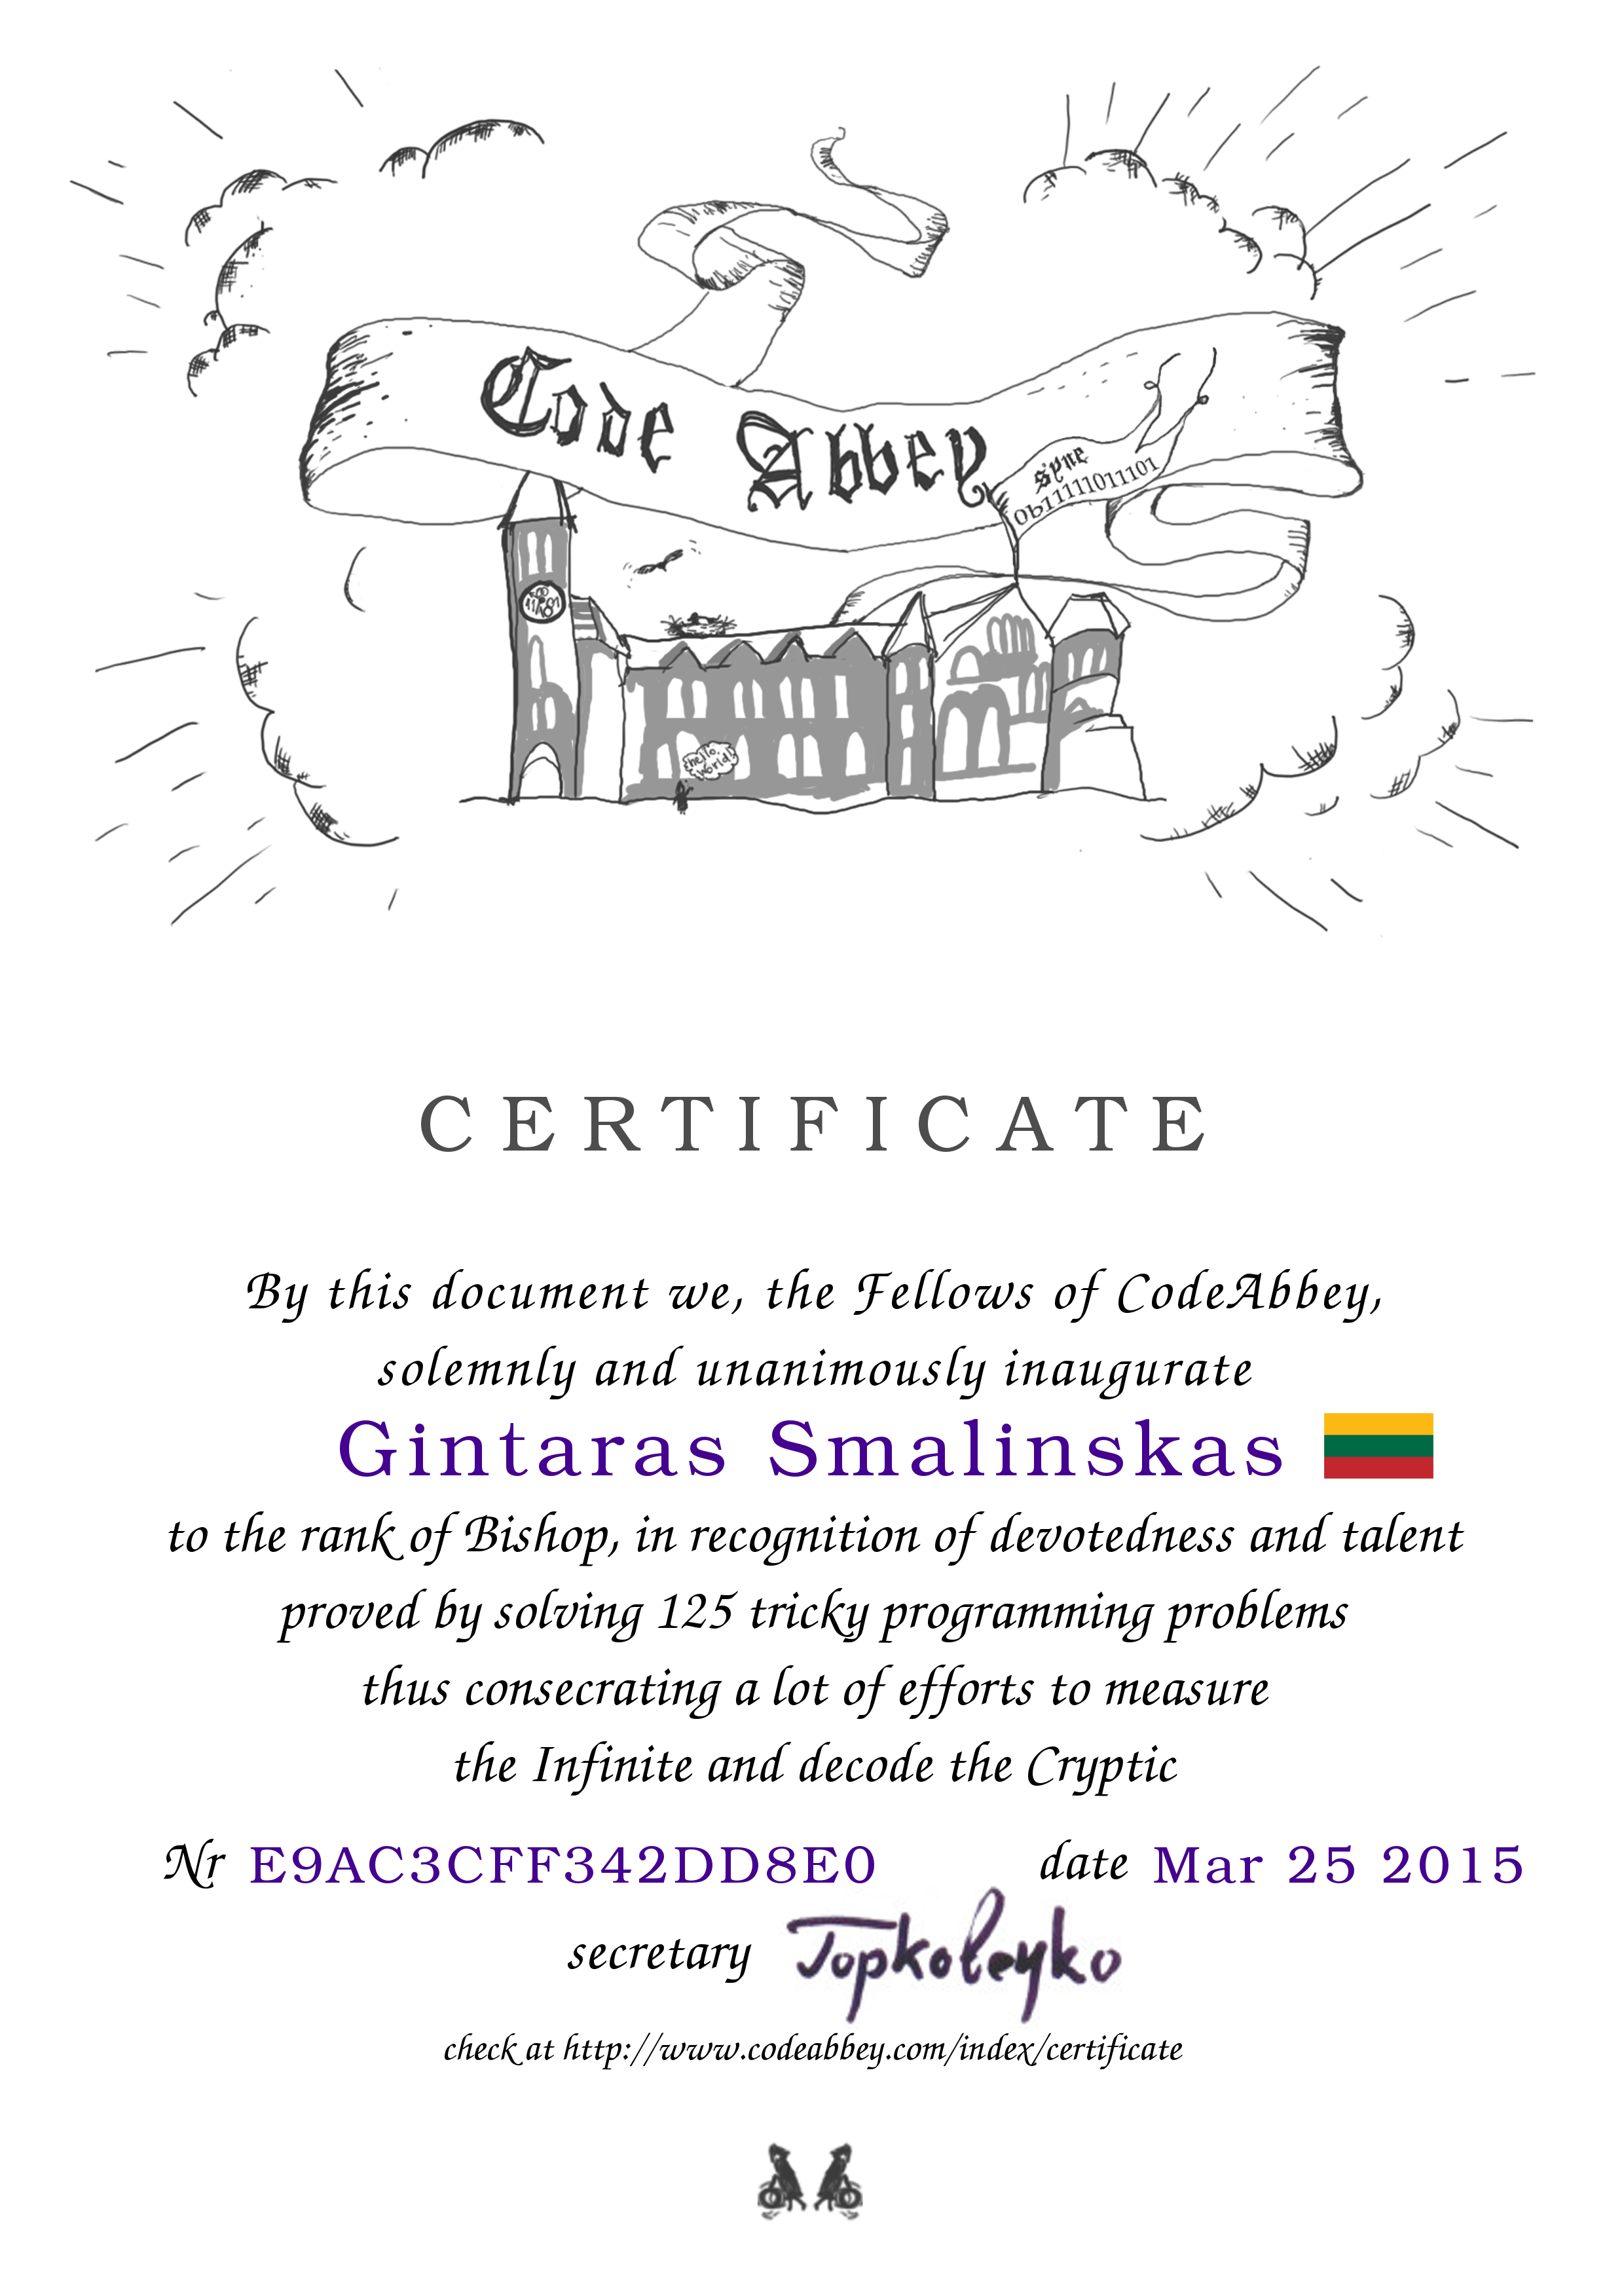 Code Abbey
syne
0b11111011101
hello,
world!
CERTIFICATE
By this document we, the Fellows of CodeAbbey,
solemnly and unanimously inaugurate
Gintaras Smalinskas
to the rank of Bishop, in recognition of devotedness and talent
proved by solving 125 tricky programming problems
thus consecrating a lot of efforts to measure
the Infinite and decode the Cryptic
Nr E9AC3CFF342DD8E0 date Mar 25 2015
secretary
check at http://www.codeabbey.com/index/certificate